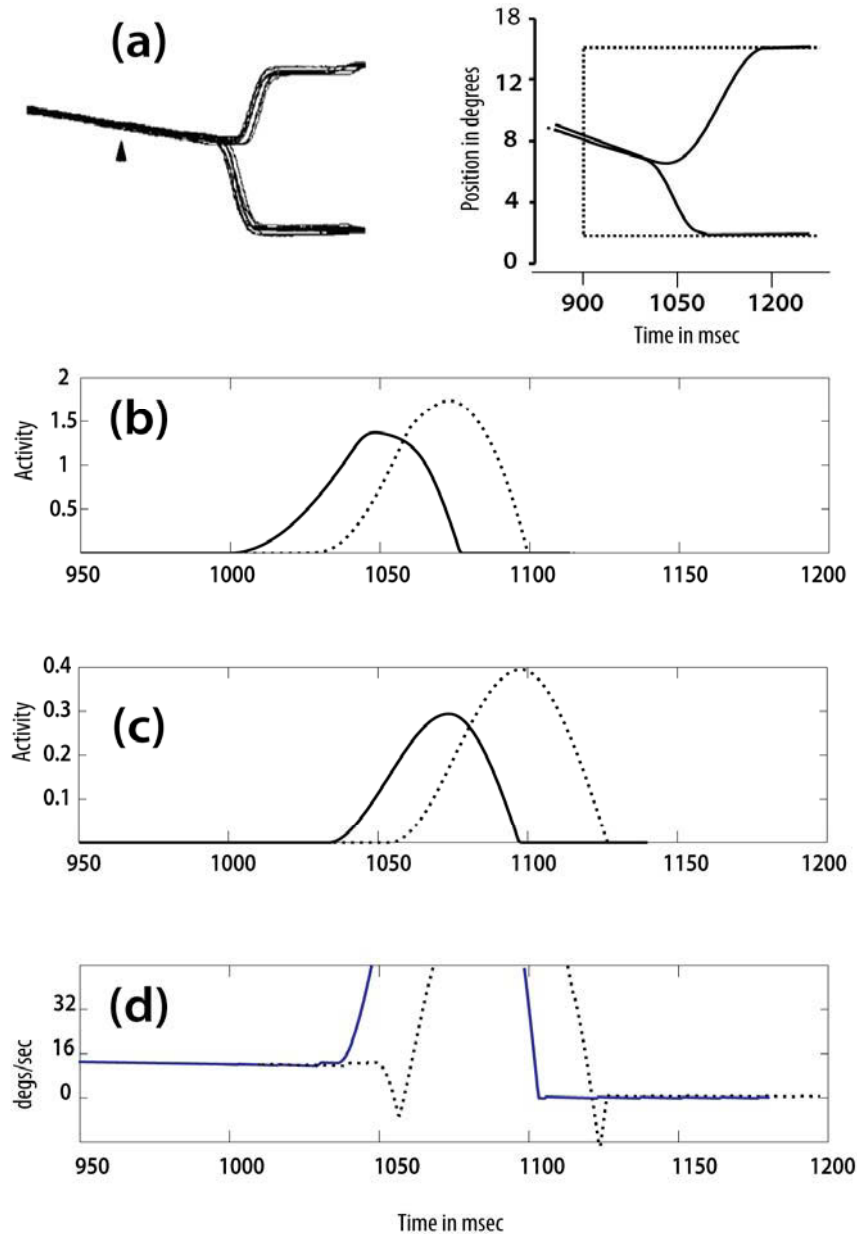 (a)
Position in degrees
18
12
8
4
0
900 1050 1200
Time in msec
(b)
Activity
2
1.5
1
0.5
950 1000 1050 1100 1150 1200
(c)
Activity
0.4
0.3
0.2
0.1
950 1000 1050 1100 1150 1200
(d)
degs/sec
32
16
0
950 1000 1050 1100 1150 1200
Time in msec